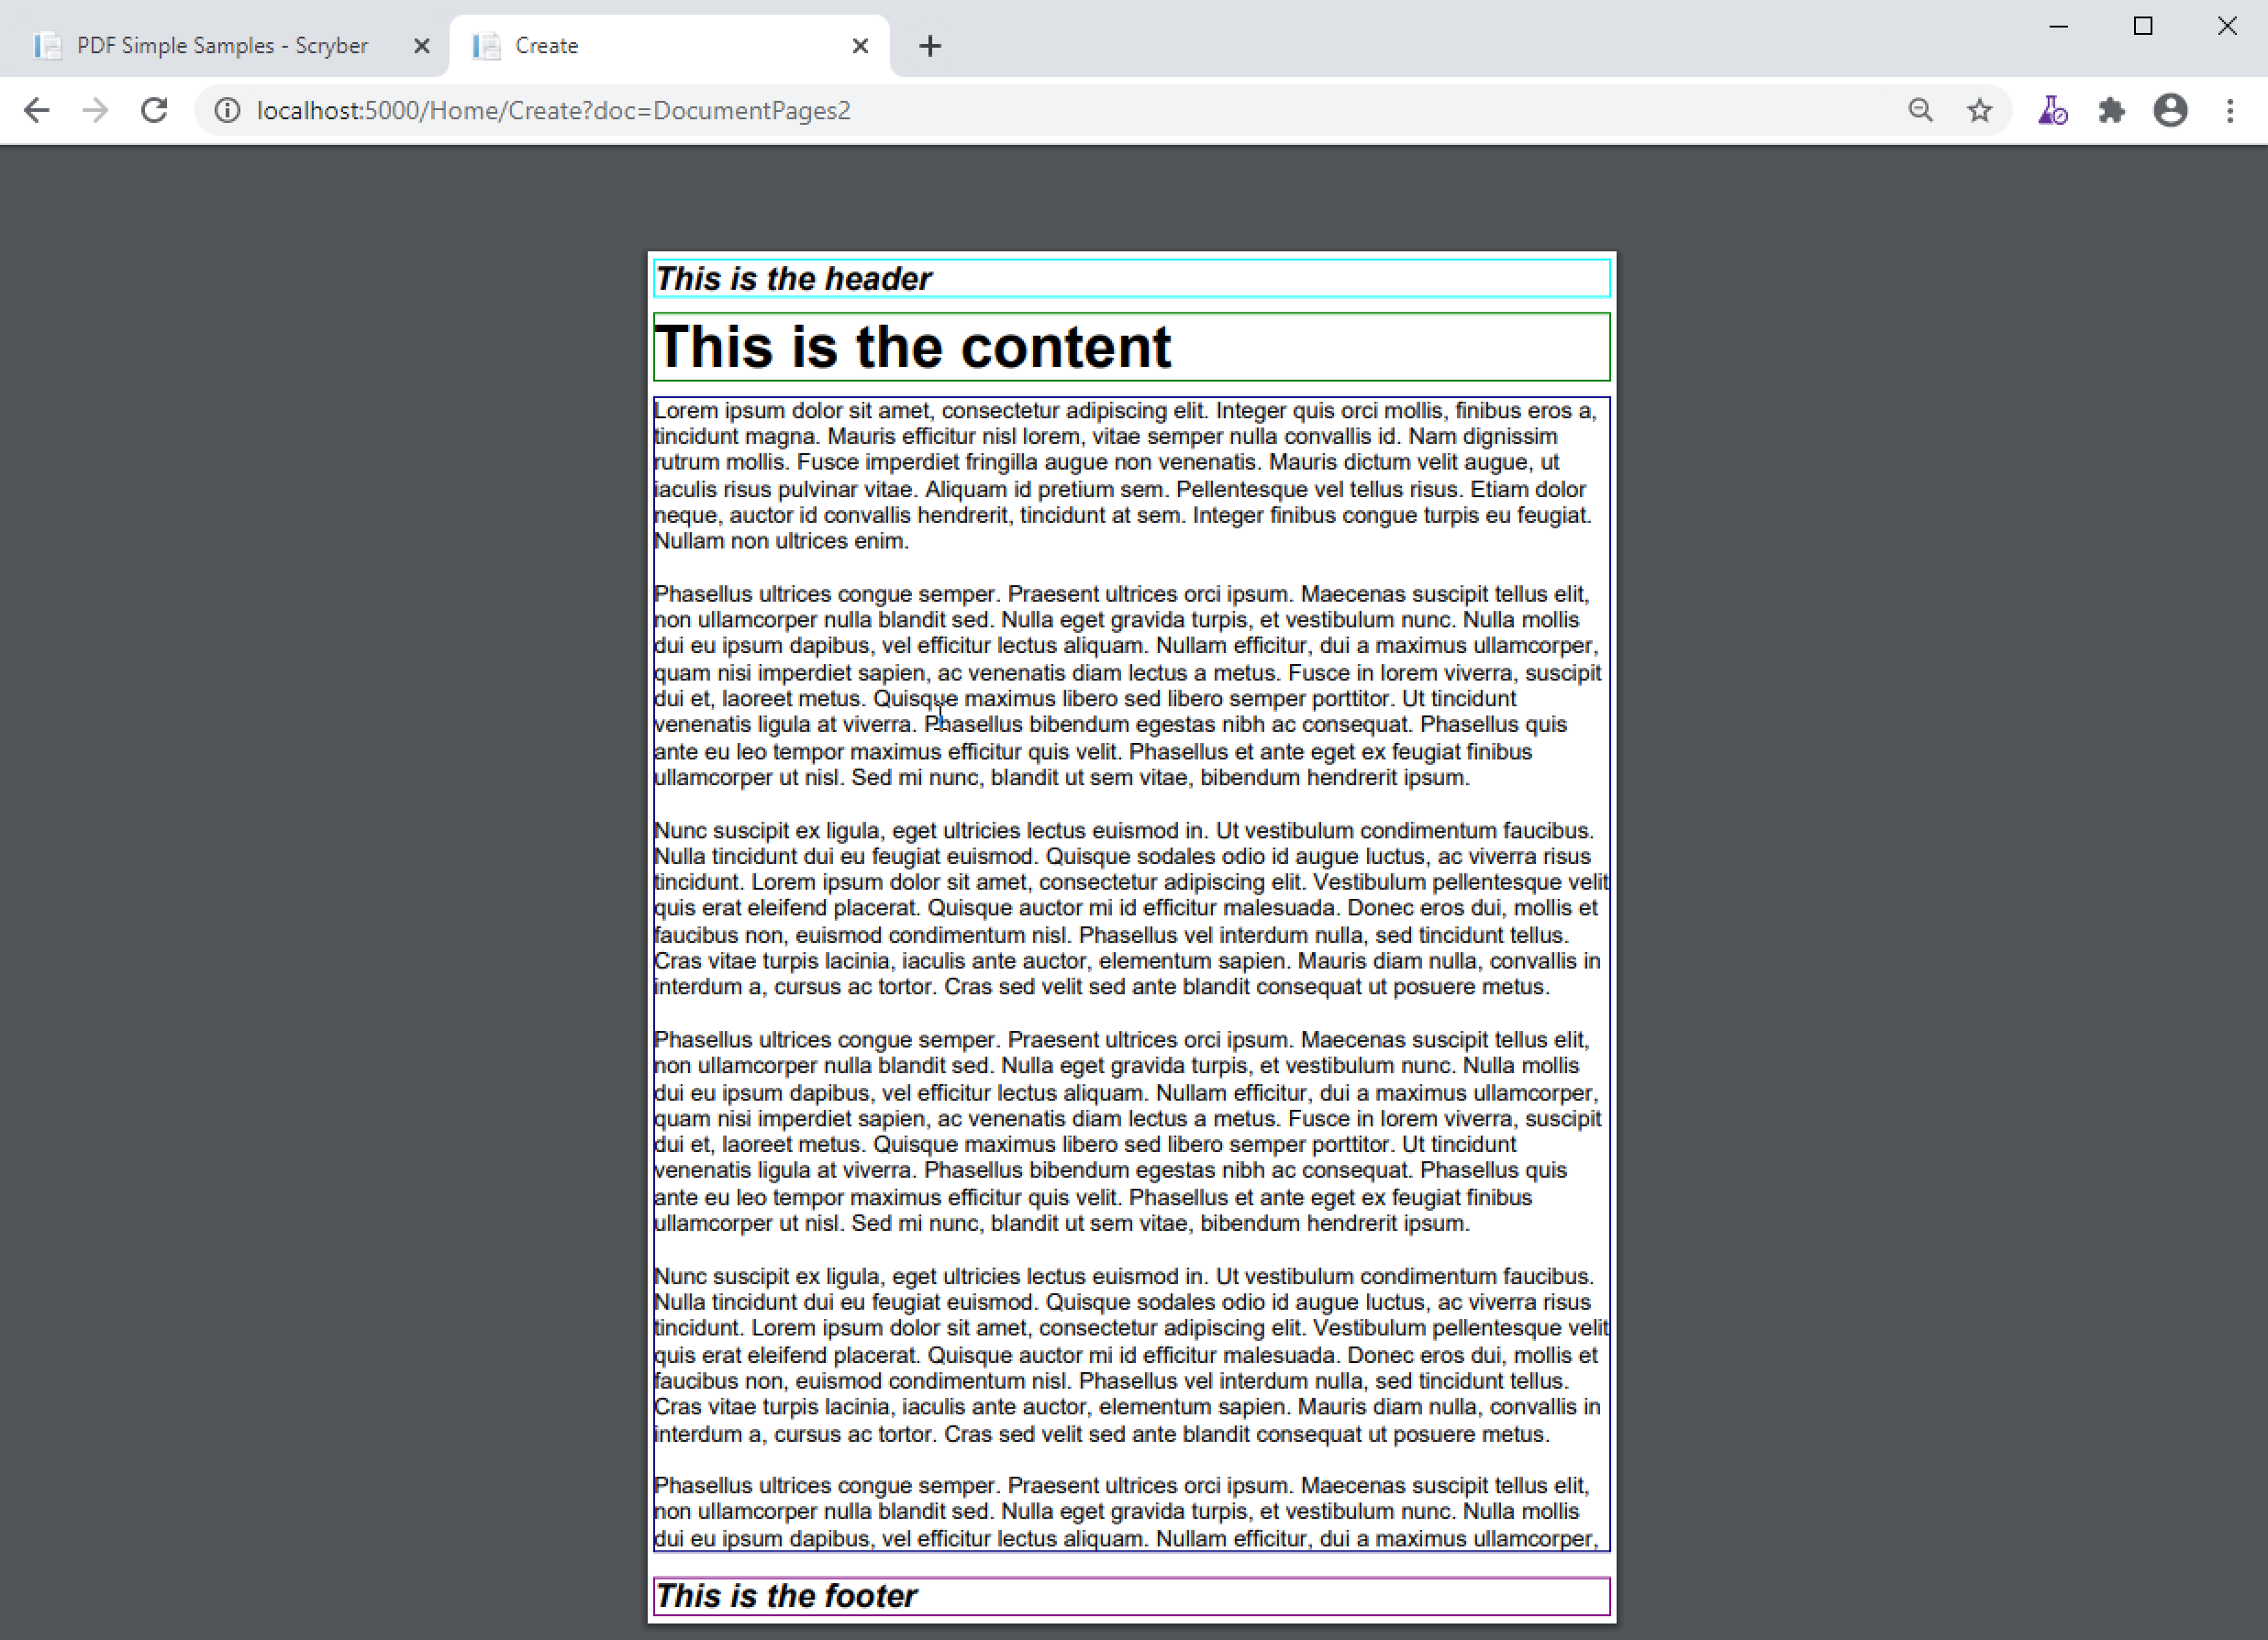 PDF Simple Samples - Scryber
Create
localhost:5000/Home/Create?doc=DocumentPages2
This is the header
This is the content
Lorem ipsum dolor sit amet, consectetur adipiscing elit. Integer quis orci mollis, finibus eros a,
tincidunt magna. Mauris efficitur nisl lorem, vitae semper nulla convallis id. Nam dignissim
rutrum mollis. Fusce imperdiet fringilla augue non venenatis. Mauris dictum velit augue, ut
iaculis risus pulvinar vitae. Aliquam id pretium sem. Pellentesque vel tellus risus. Etiam dolor
neque, auctor id convallis hendrerit, tincidunt at sem. Integer finibus congue turpis eu feugiat.
Nullam non ultrices enim.
Phasellus ultrices congue semper. Praesent ultrices orci ipsum. Maecenas suscipit tellus elit,
non ullamcorper nulla blandit sed. Nulla eget gravida turpis, et vestibulum nunc. Nulla mollis
dui eu ipsum dapibus, vel efficitur lectus aliquam. Nullam efficitur, dui a maximus ullamcorper,
quam nisi imperdiet sapien, ac venenatis diam lectus a metus. Fusce in lorem viverra, suscipit
dui et, laoreet metus. Quisque maximus libero sed libero semper porttitor. Ut tincidunt
venenatis ligula at viverra. Phasellus bibendum egestas nibh ac consequat. Phasellus quis
ante eu leo tempor maximus efficitur quis velit. Phasellus et ante eget ex feugiat finibus
ullamcorper ut nisl. Sed mi nunc, blandit ut sem vitae, bibendum hendrerit ipsum.
Nunc suscipit ex ligula, eget ultricies lectus euismod in. Ut vestibulum condimentum faucibus.
Nulla tincidunt dui eu feugiat euismod. Quisque sodales odio id augue luctus, ac viverra risus
tincidunt. Lorem ipsum dolor sit amet, consectetur adipiscing elit. Vestibulum pellentesque velit
quis erat eleifend placerat. Quisque auctor mi id efficitur malesuada. Donec eros dui, mollis et
faucibus non, euismod condimentum nisl. Phasellus vel interdum nulla, sed tincidunt tellus.
Cras vitae turpis lacinia, iaculis ante auctor, elementum sapien. Mauris diam nulla, convallis in
interdum a, cursus ac tortor. Cras sed velit sed ante blandit consequat ut posuere metus.
Phasellus ultrices congue semper. Praesent ultrices orci ipsum. Maecenas suscipit tellus elit,
non ullamcorper nulla blandit sed. Nulla eget gravida turpis, et vestibulum nunc. Nulla mollis
dui eu ipsum dapibus, vel efficitur lectus aliquam. Nullam efficitur, dui a maximus ullamcorper,
quam nisi imperdiet sapien, ac venenatis diam lectus a metus. Fusce in lorem viverra, suscipit
dui et, laoreet metus. Quisque maximus libero sed libero semper porttitor. Ut tincidunt
venenatis ligula at viverra. Phasellus bibendum egestas nibh ac consequat. Phasellus quis
ante eu leo tempor maximus efficitur quis velit. Phasellus et ante eget ex feugiat finibus
ullamcorper ut nisl. Sed mi nunc, blandit ut sem vitae, bibendum hendrerit ipsum.
Nunc suscipit ex ligula, eget ultricies lectus euismod in. Ut vestibulum condimentum faucibus.
Nulla tincidunt dui eu feugiat euismod. Quisque sodales odio id augue luctus, ac viverra risus
tincidunt. Lorem ipsum dolor sit amet, consectetur adipiscing elit. Vestibulum pellentesque velit
quis erat eleifend placerat. Quisque auctor mi id efficitur malesuada. Donec eros dui, mollis et
faucibus non, euismod condimentum nisl. Phasellus vel interdum nulla, sed tincidunt tellus.
Cras vitae turpis lacinia, iaculis ante auctor, elementum sapien. Mauris diam nulla, convallis in
interdum a, cursus ac tortor. Cras sed velit sed ante blandit consequat ut posuere metus.
Phasellus ultrices congue semper. Praesent ultrices orci ipsum. Maecenas suscipit tellus elit,
non ullamcorper nulla blandit sed. Nulla eget gravida turpis, et vestibulum nunc. Nulla mollis
dui eu ipsum dapibus, vel efficitur lectus aliquam. Nullam efficitur, dui a maximus ullamcorper,
This is the footer